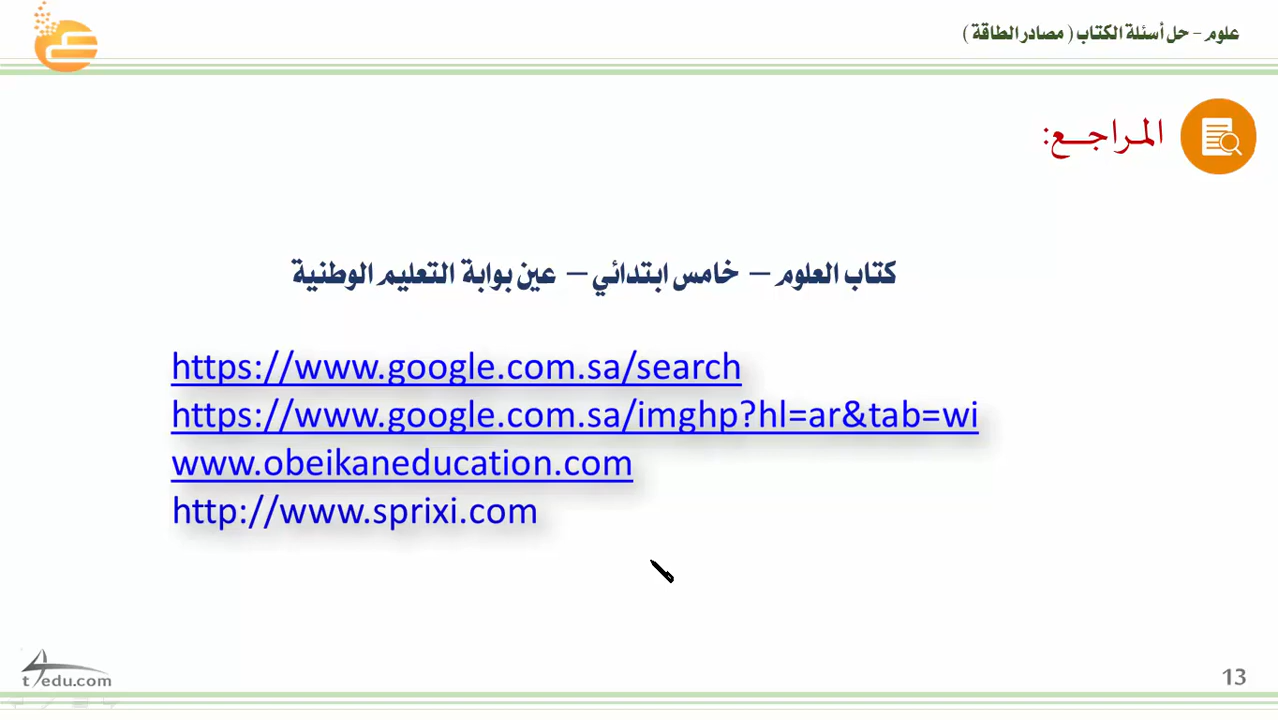 علوم - حل أسئلة الكتاب ( مصادر الطاقة )
المراجع:
كتاب العلوم – خامس ابتدائي – عين بوابة التعليم الوطنية
https://www.google.com.sa/search
https://www.google.com.sa/imghp?hl=ar&tab=wi
www.obeikaneducation.com
http://www.sprixi.com
t4edu.com
13